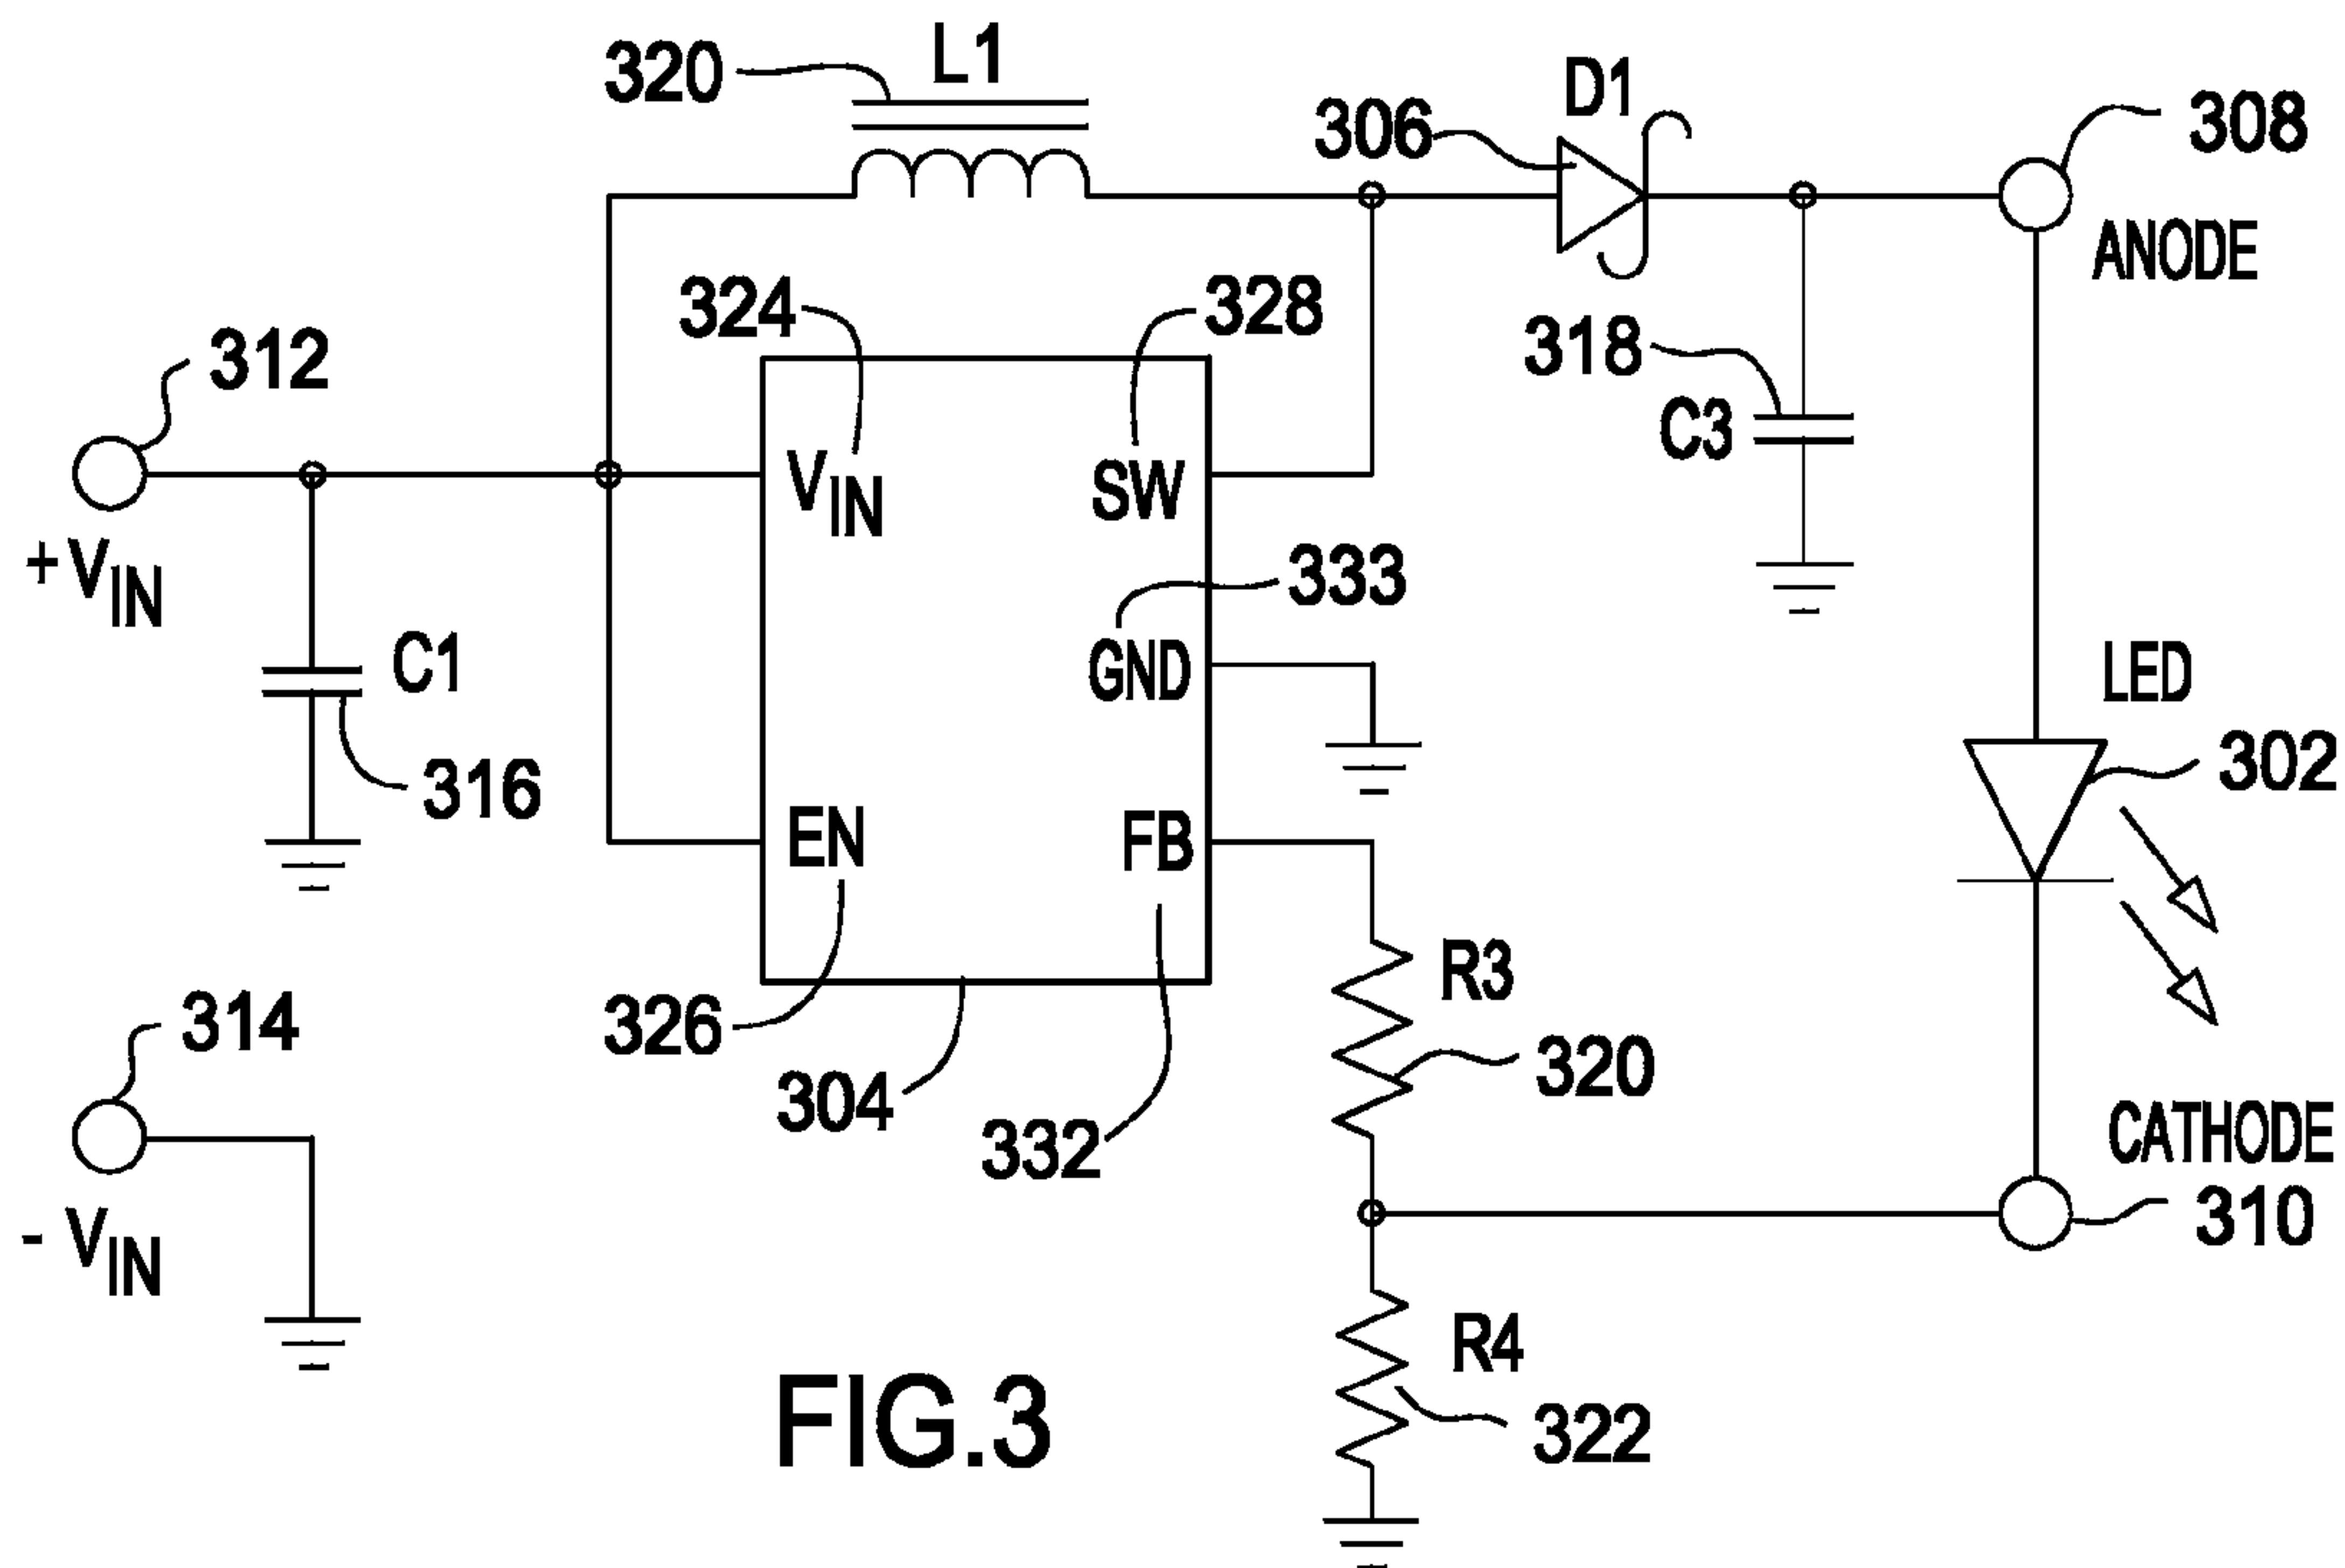 L1
320
D1
306
308
ANODE
324
328
318
312
C3
VIN
SW
+ VIN
333
C1
GND
LED
316
302
EN
FB
R3
314
326
320
304
332
CATHODE
310
- VIN
R4
322
FIG.3